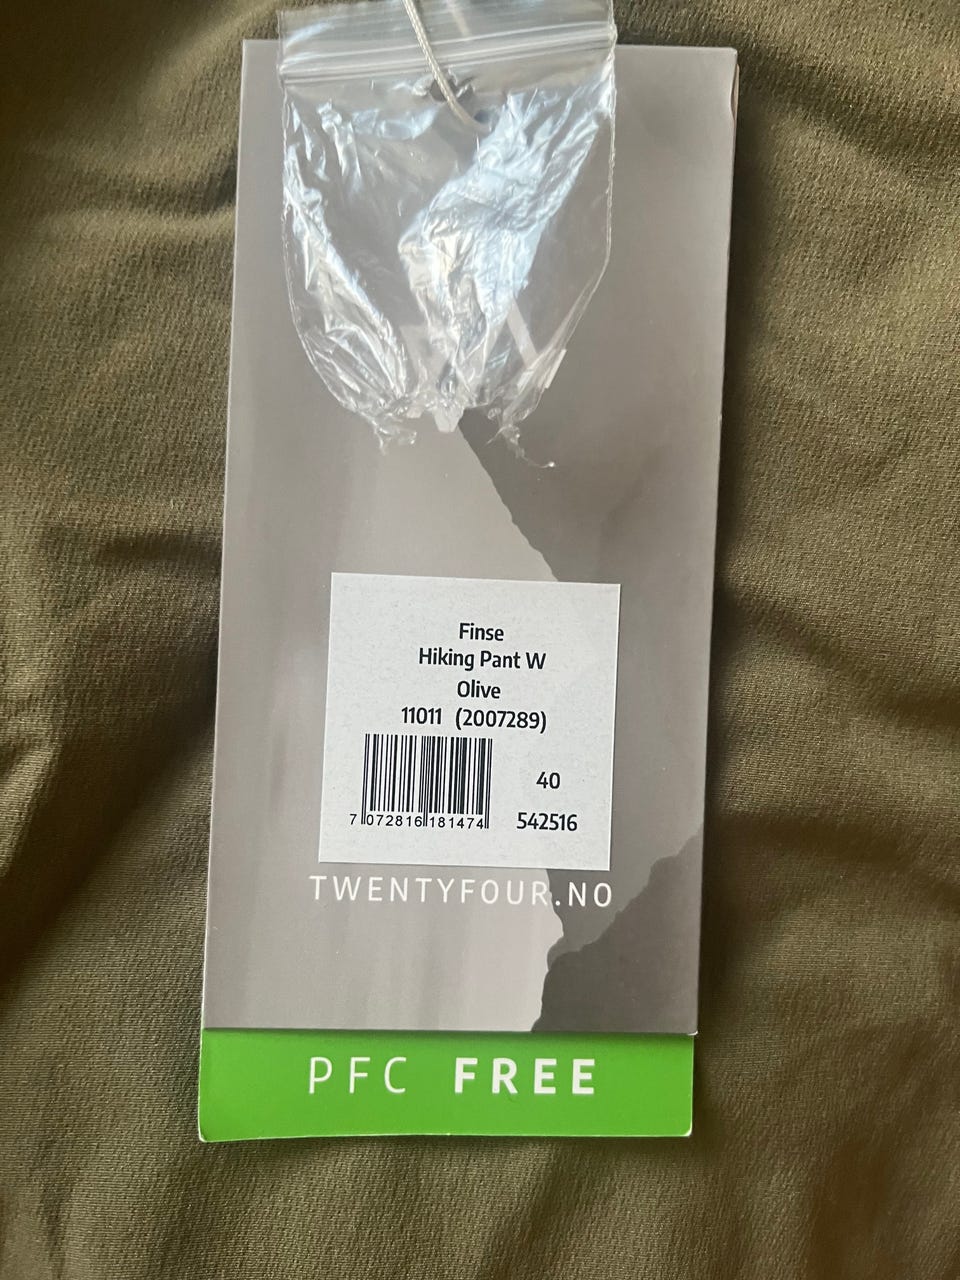 Finse
Hiking Pant W
Olive
11011 (2007289)
40
7 072816 181474
542516
TWENTYFOUR.NO
PFC FREE